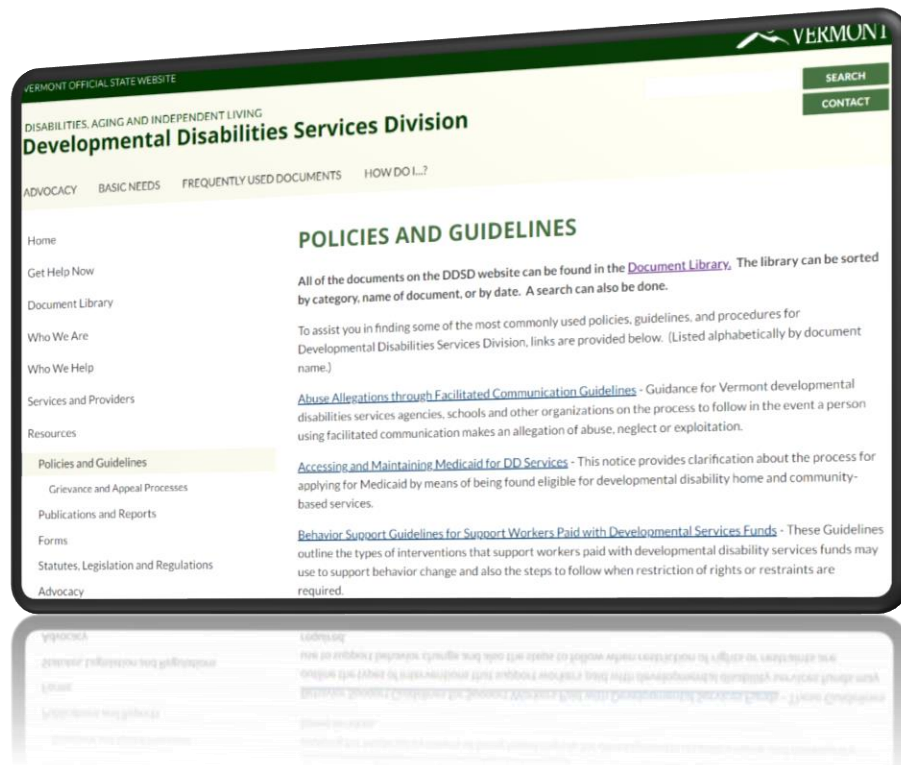 VERMONT
VERMONT OFFICIAL STATE WEBSITE
SEARCH
CONTACT
DISABILITIES, AGING AND INDEPENDENT LIVING
Developmental Disabilities Services Division
ADVOCACY BASIC NEEDS FREQUENTLY USED DOCUMENTS HOW DO I...?
Home
Get Help Now
Document Library
Who We Are
Who We Help
Services and Providers
Resources
Policies and Guidelines
Grievance and Appeal Processes
Publications and Reports
Forms
Statutes, Legislation and Regulations
Advocacy
POLICIES AND GUIDELINES
All of the documents on the DDSD website can be found in the Document Library. The library can be sorted
by category, name of document, or by date. A search can also be done.
To assist you in finding some of the most commonly used policies, guidelines, and procedures for
Developmental Disabilities Services Division, links are provided below. (Listed alphabetically by document
name.)
Abuse Allegations through Facilitated Communication Guidelines - Guidance for Vermont developmental
disabilities services agencies, schools and other organizations on the process to follow in the event a person
using facilitated communication makes an allegation of abuse, neglect or exploitation.
Accessing and Maintaining Medicaid for DD Services - This notice provides clarification about the process for
applying for Medicaid by means of being found eligible for developmental disability home and community-
based services.
Behavior Support Guidelines for Support Workers Paid with Developmental Services Funds - These Guidelines
outline the types of interventions that support workers paid with developmental disability services funds may
use to support behavior change and also the steps to follow when restriction of rights or restraints are
required.